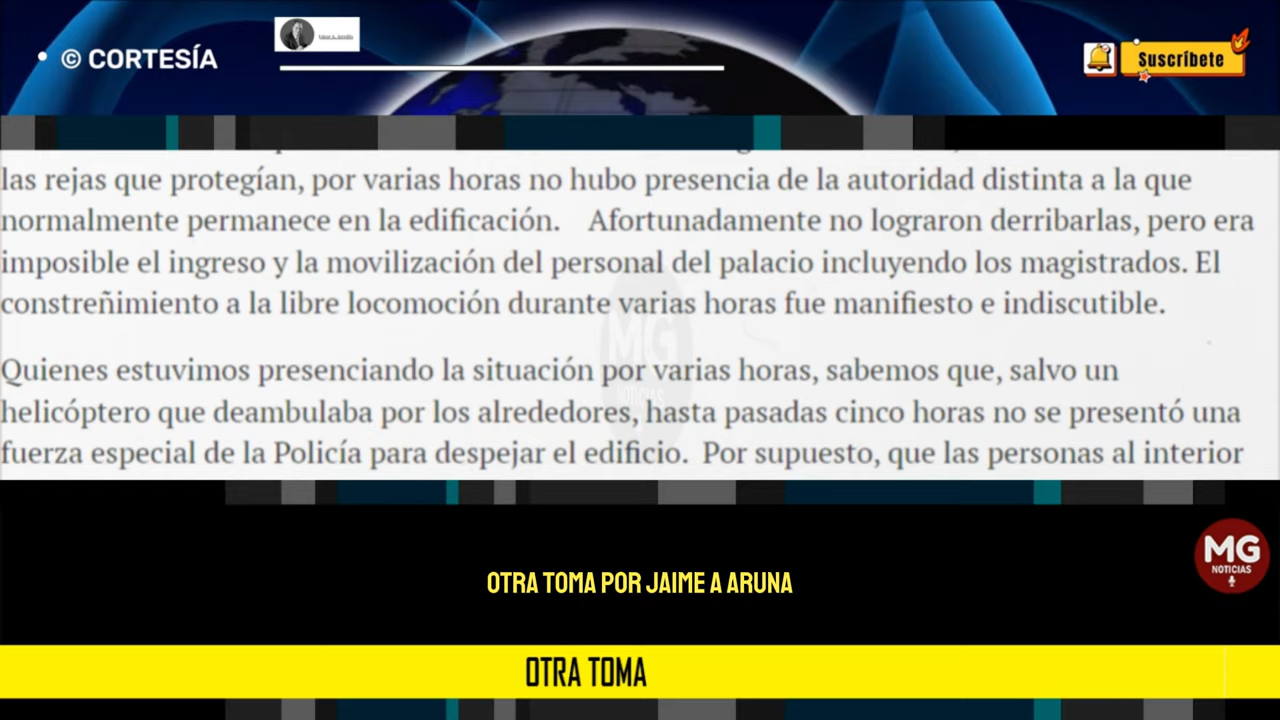 © CORTESÍA
Suscríbete
las rejas que protegían, por varias horas no hubo presencia de la autoridad distinta a la que
normalmente permanece en la edificación. Afortunadamente no lograron derribarlas, pero era
imposible el ingreso y la movilización del personal del palacio incluyendo los magistrados. El
constreñimiento a la libre locomoción durante varias horas fue manifiesto e indiscutible.
Quienes estuvimos presenciando la situación por varias horas, sabemos que, salvo un
helicóptero que deambulaba por los alrededores, hasta pasadas cinco horas no se presentó una
fuerza especial de la Policía para despejar el edificio. Por supuesto, que las personas al interior
MG
NOTICIAS
OTRA TOMA POR JAIME A ARUNA
MG
NOTICIAS
OTRA TOMA